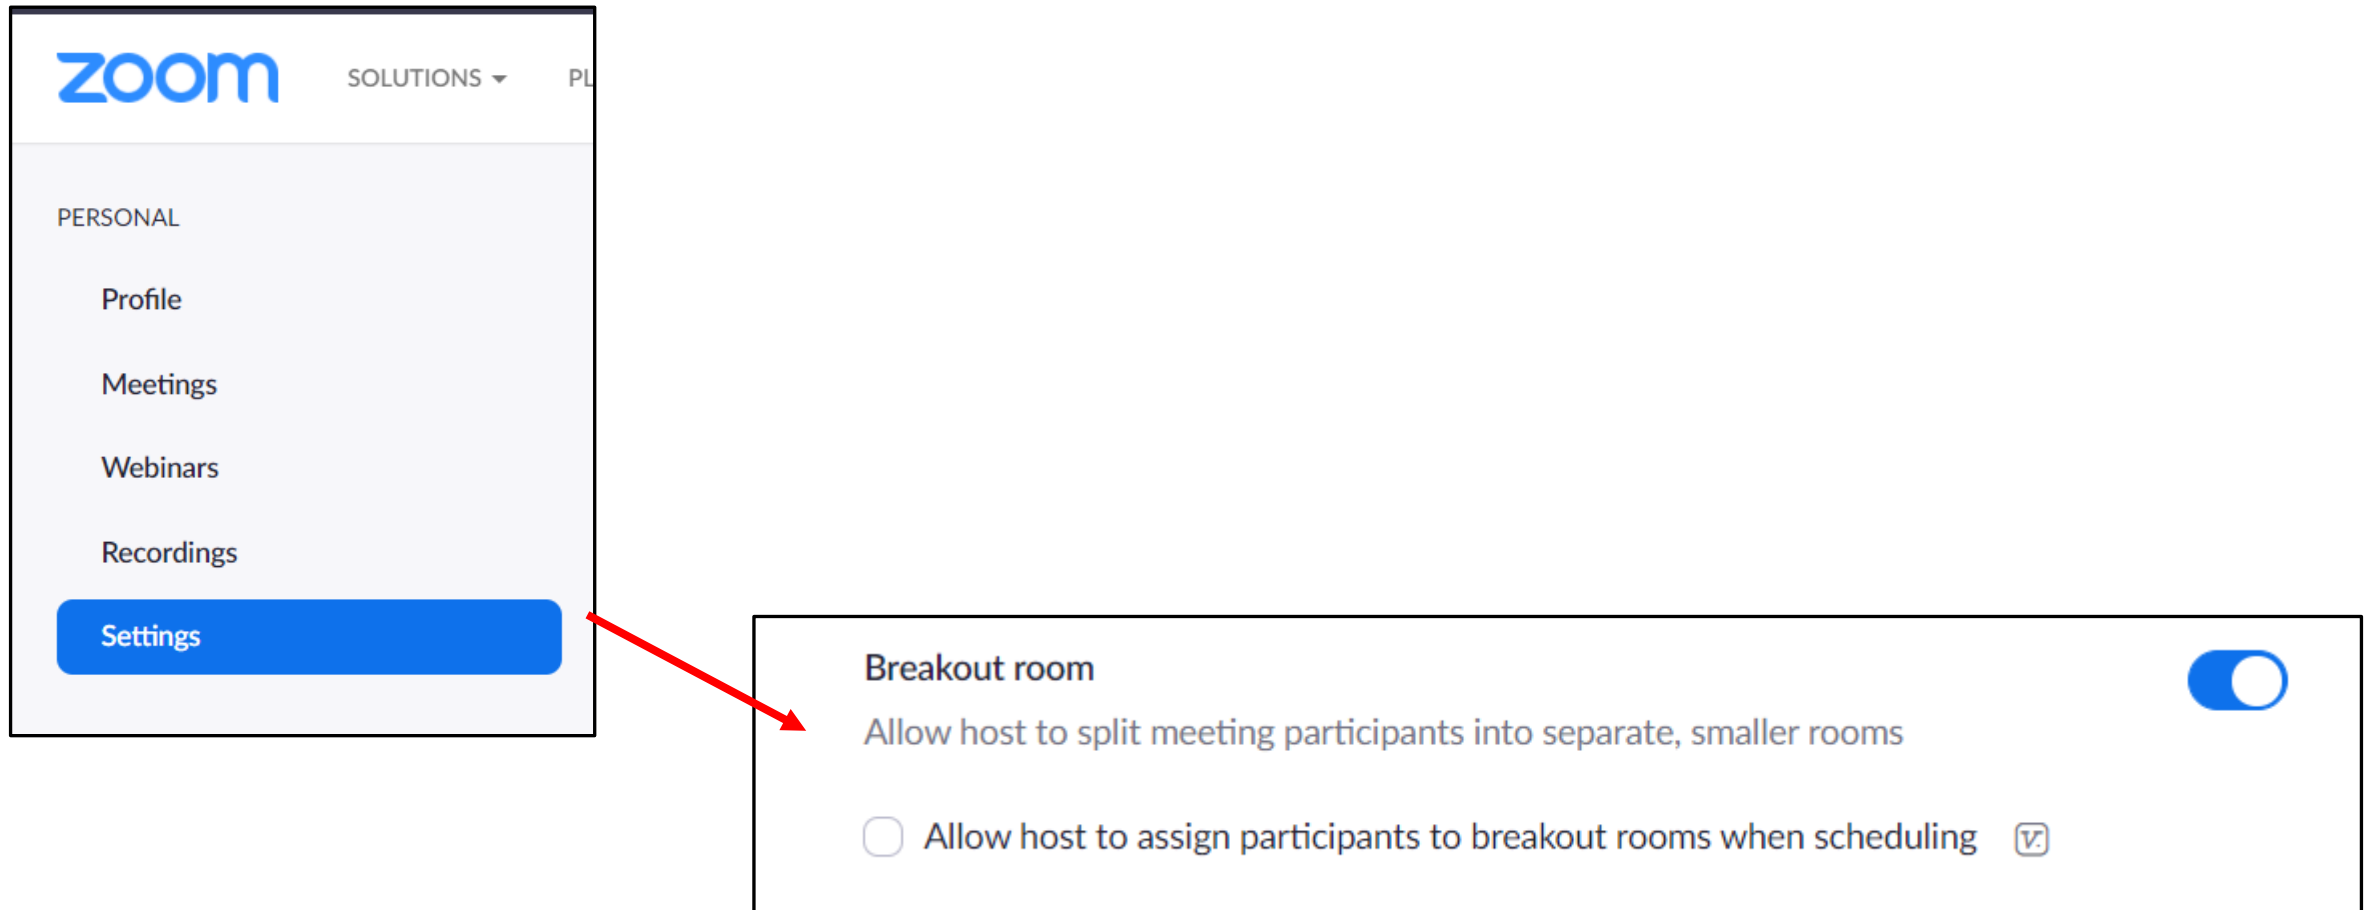 zoom SOLUTIONS PL
PERSONAL
Profile
Meetings
Webinars
Recordings
Settings
Breakout room
Allow host to split meeting participants into separate, smaller rooms
Allow host to assign participants to breakout rooms when scheduling V.